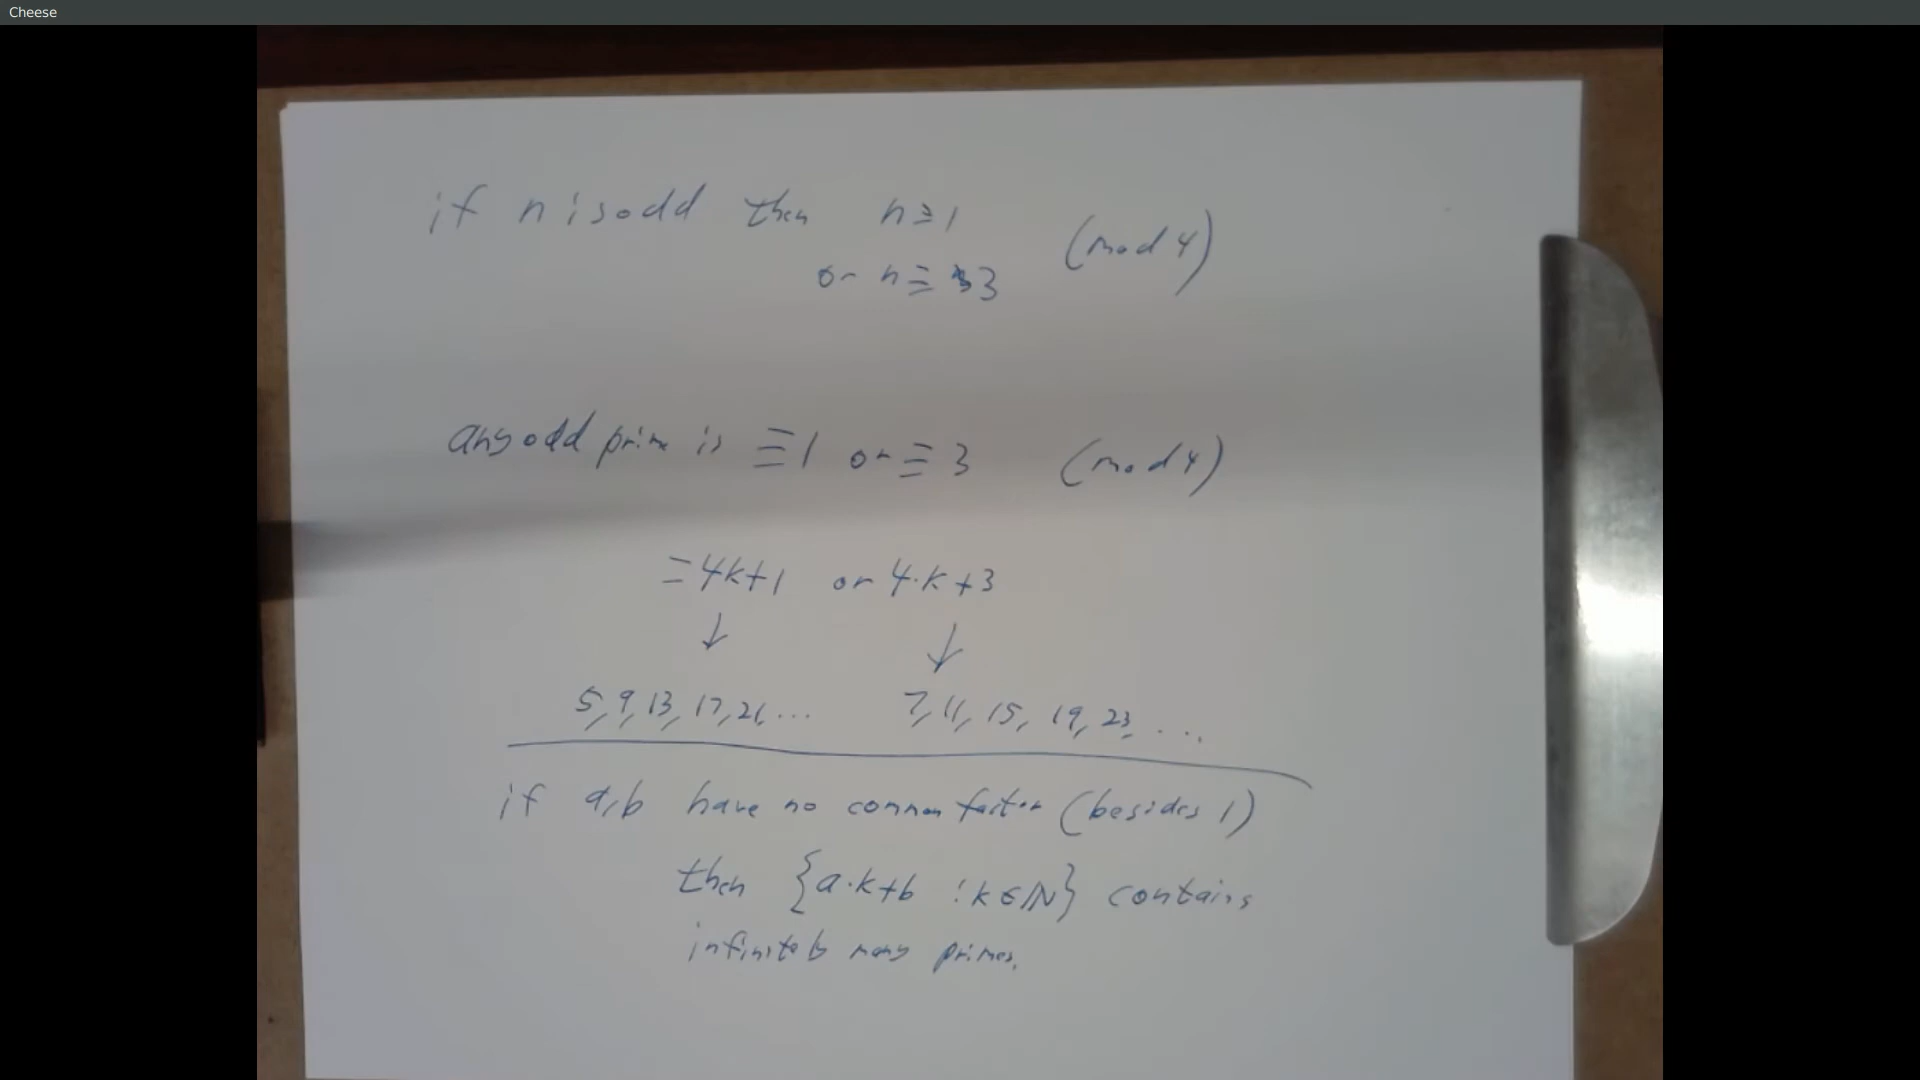 Cheese
if n is odd then n≡1 (mod 4)
or n≡3
any odd prime is ≡1 or ≡3 (mod 4)
=4k+1 or 4·k+3
↓ ↓
5, 9, 13, 17, 21, ... 7, 11, 15, 19, 23, ...
if a,b have no common factor (besides 1)
then {a·k+b : k∈ℕ} contains
infinitely many primes.